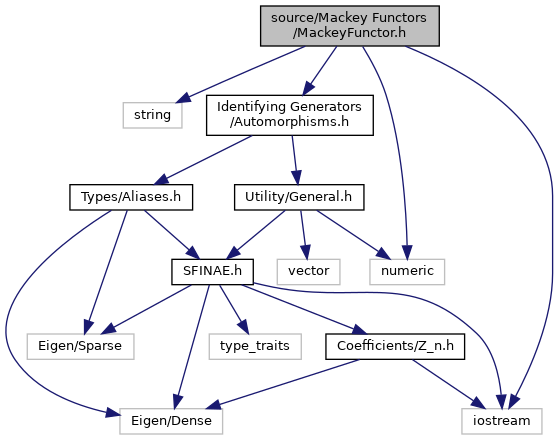 source/Mackey Functors
/MackeyFunctor.h
string
Identifying Generators
/Automorphisms.h
Types/Aliases.h
Utility/General.h
SFINAE.h
vector
numeric
Eigen/Sparse
type_traits
Coefficients/Z_n.h
Eigen/Dense
iostream